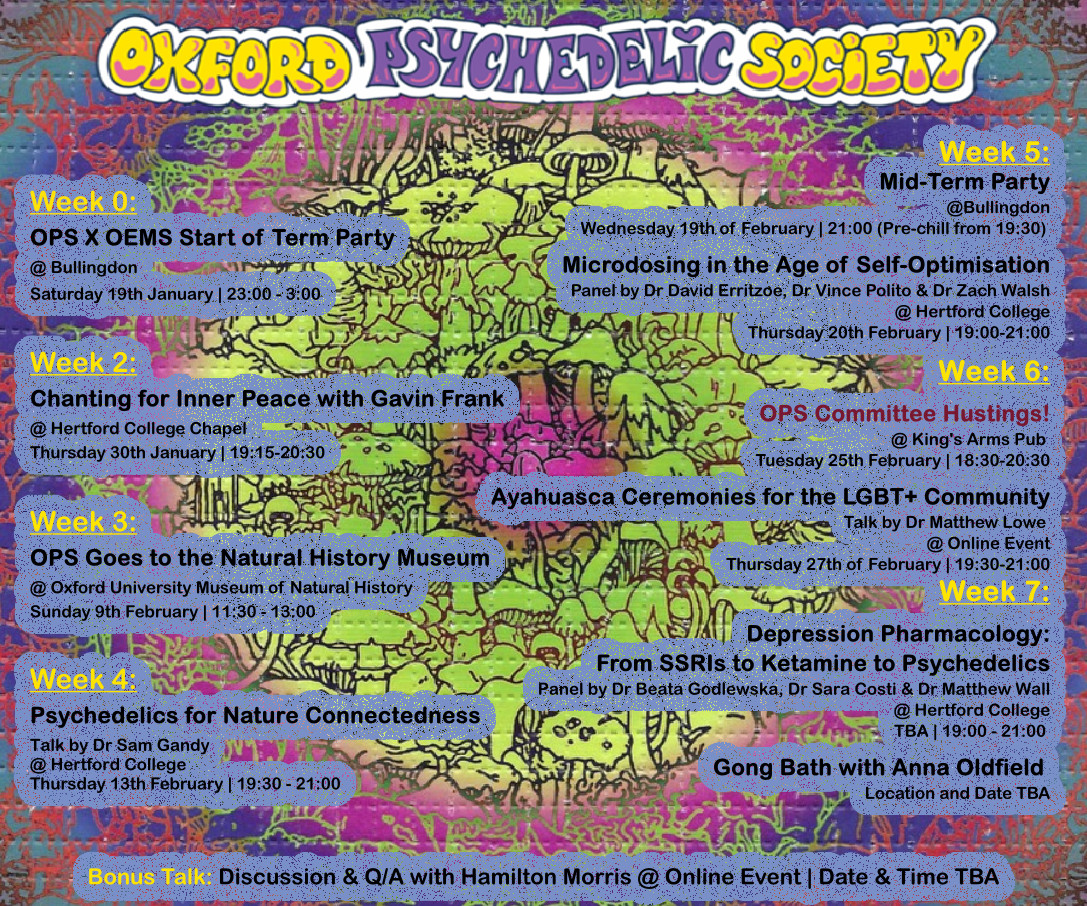 OXFORD PSYCHEDELIC SOCIETY
Week 0:
OPS X OEMS Start of Term Party
@ Bullingdon
Saturday 19th January | 23:00 - 3:00
Week 2:
Chanting for Inner Peace with Gavin Frank
@ Hertford College Chapel
Thursday 30th January | 19:15-20:30
Week 3:
OPS Goes to the Natural History Museum
@ Oxford University Museum of Natural History
Sunday 9th February | 11:30 - 13:00
Week 4:
Psychedelics for Nature Connectedness
Talk by Dr Sam Gandy
@ Hertford College
Thursday 13th February | 19:30 - 21:00
Week 5:
Mid-Term Party
@Bullingdon
Wednesday 19th of February | 21:00 (Pre-chill from 19:30)
Microdosing in the Age of Self-Optimisation
Panel by Dr David Erritzoe, Dr Vince Polito & Dr Zach Walsh
@ Hertford College
Thursday 20th February | 19:00-21:00
Week 6:
OPS Committee Hustings!
@ King's Arms Pub
Tuesday 25th February | 18:30-20:30
Ayahuasca Ceremonies for the LGBT+ Community
Talk by Dr Matthew Lowe
@ Online Event
Thursday 27th of February | 19:30-21:00
Week 7:
Depression Pharmacology:
From SSRIs to Ketamine to Psychedelics
Panel by Dr Beata Godlewska, Dr Sara Costi & Dr Matthew Wall
@ Hertford College
TBA | 19:00 - 21:00
Gong Bath with Anna Oldfield
Location and Date TBA
Bonus Talk: Discussion & Q/A with Hamilton Morris @ Online Event | Date & Time TBA